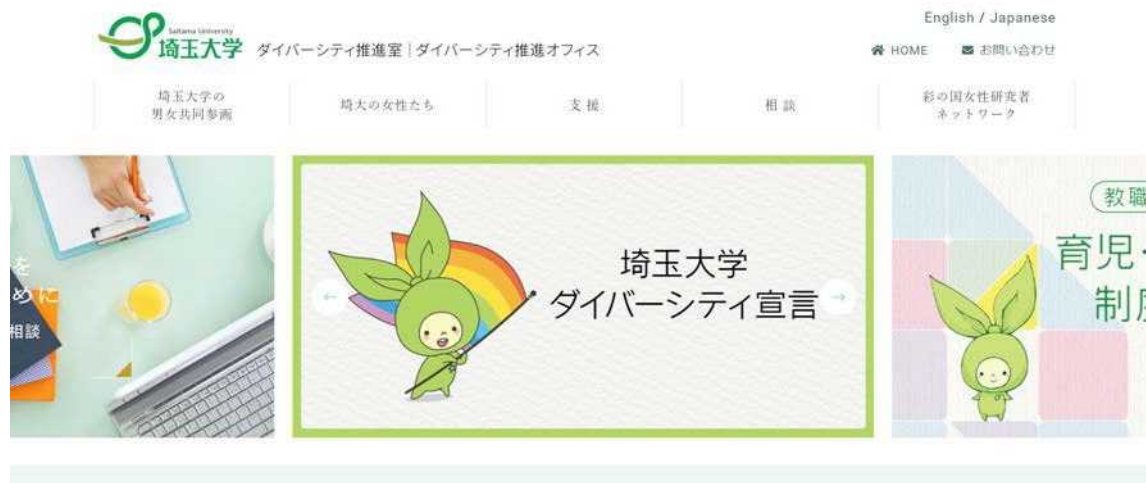 English / Japanese
Saitama University
埼玉大学 ダイバーシティ推進室│ダイバーシティ推進オフィス
HOME お問い合わせ
埼玉大学の
男女共同参画
埼大の女性たち
支援
相談
彩の国女性研究者
ネットワーク
を
めに
相談
埼玉大学
ダイバーシティ宣言
教職
育児・
制度